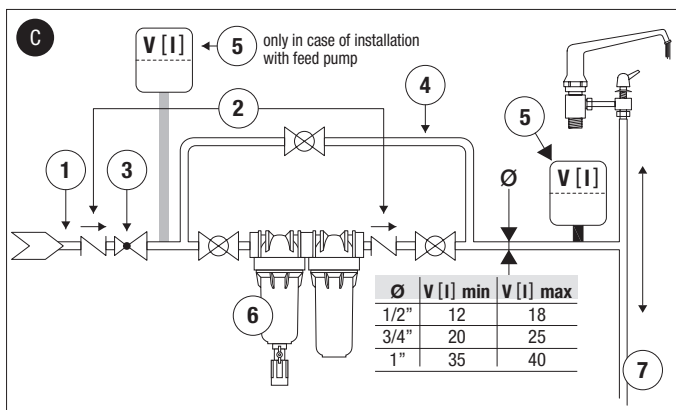 C
V [l]
5
only in case of installation
with feed pump
2
4
5
1
3
Ø
V [l]
Ø V [l] min V [l] max
1/2” 12 18
3/4” 20 25
1” 35 40
6
7